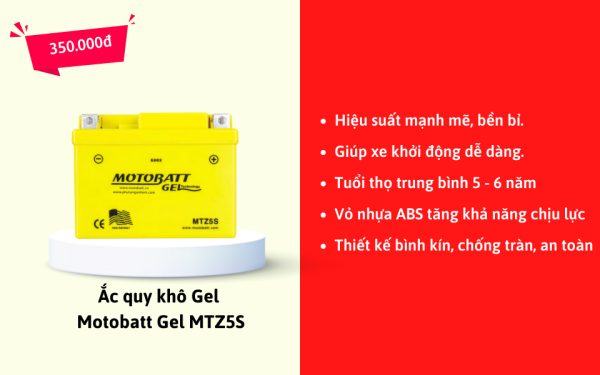 350.000đ
MOTOBATT
GEL Technology
MTZ5S
CE
Ắc quy khô Gel
Motobatt Gel MTZ5S
Hiệu suất mạnh mẽ, bền bỉ.
Giúp xe khởi động dễ dàng.
Tuổi thọ trung bình 5 - 6 năm
Vỏ nhựa ABS tăng khả năng chịu lực
Thiết kế bình kín, chống tràn, an toàn